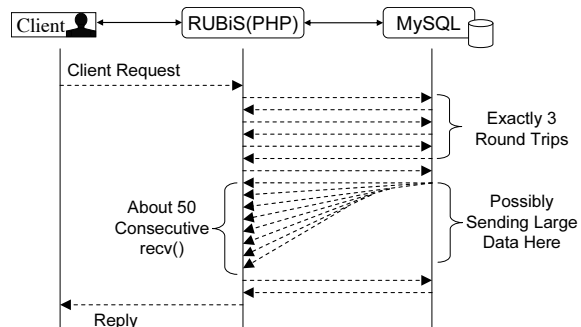 Client
RUBiS(PHP)
MySQL
Client Request
Exactly 3
Round Trips
About 50
Consecutive
recv()
Possibly
Sending Large
Data Here
Reply